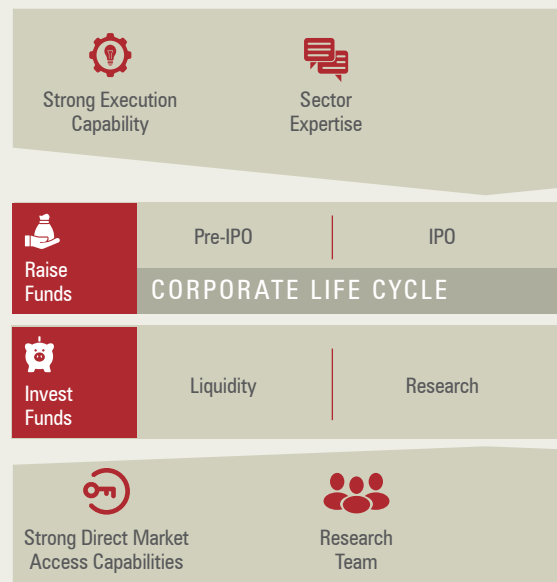 Strong Execution
Capability
Sector
Expertise
Raise
Funds
Pre-IPO
IPO
CORPORATE LIFE CYCLE
Invest
Funds
Liquidity
Research
Strong Direct Market
Access Capabilities
Research
Team